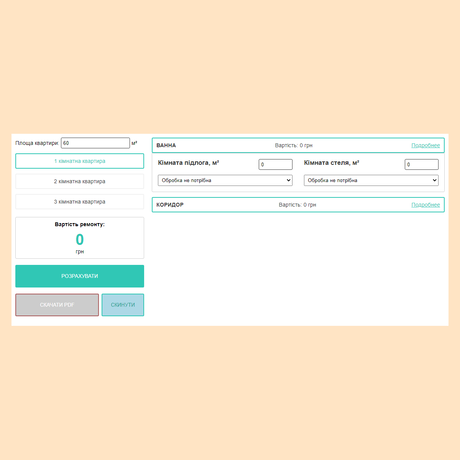 Площа квартири: 60 м²
1 кімнатна квартира
2 кімнатна квартира
3 кімнатна квартира
Вартість ремонту:
0
грн
РОЗРАХУВАТИ
СКАЧАТИ PDF
СКИНУТИ
ВАННА Вартість: 0 грн Подробнее
Кімната підлога, м² 0 Кімната стеля, м² 0
Обробка не потрібна Обробка не потрібна
КОРИДОР Вартість: 0 грн Подробнее